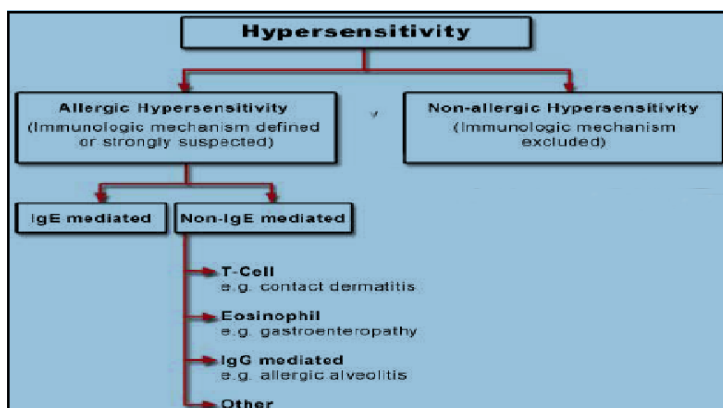 Hypersensitivity
Allergic Hypersensitivity
(Immunologic mechanism defined
or strongly suspected)
Non-allergic Hypersensitivity
(Immunologic mechanism
excluded)
IgE mediated
Non-IgE mediated
T-Cell
e.g. contact dermatitis
Eosinophil
e.g. gastroenteropathy
IgG mediated
e.g. allergic alveolitis
Other